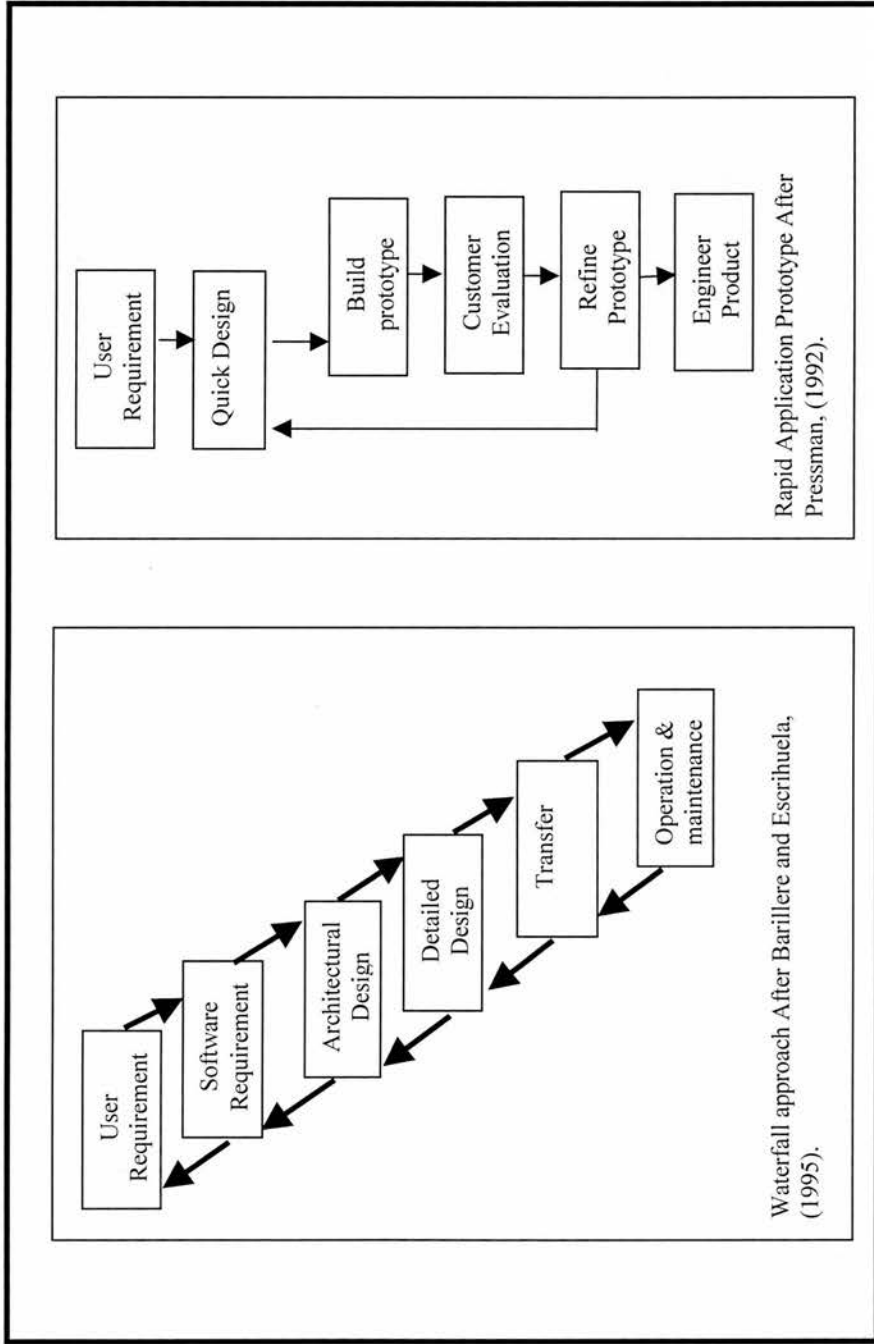 User
Requirement
Software
Requirement
Architectural
Design
Detailed
Design
Transfer
Operation &
maintenance
Waterfall approach After Barillere and Escrihuela,
(1995).
User
Requirement
Quick Design
Build
prototype
Customer
Evaluation
Refine
Prototype
Engineer
Product
Rapid Application Prototype After
Pressman, (1992).